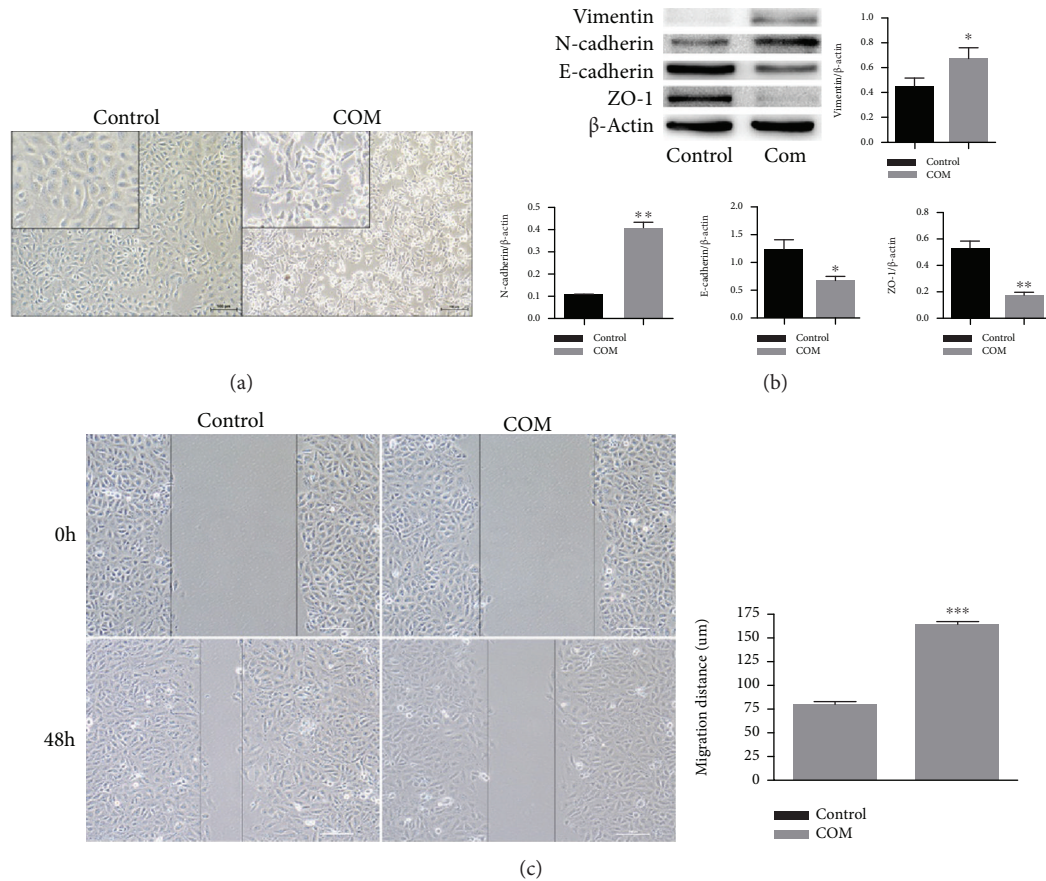 Control COM
(a)
Vimentin
N-cadherin
E-cadherin
ZO-1
β-Actin
Control Com
Vimentin/β-actin
1.0
0.8
0.6
0.4
0.2
0.0
*
Control
COM
N-cadherin/β-actin
0.5
0.4
0.3
0.2
0.1
0.0
**
Control
COM
E-cadherin/β-actin
2.0
1.5
1.0
0.5
0.0
*
Control
COM
ZO-1/β-actin
0.8
0.6
0.4
0.2
0.0
**
Control
COM
(b)
Control COM
0h
48h
Migration distance (um)
175
150
125
100
75
50
25
0
***
Control
COM
(c)